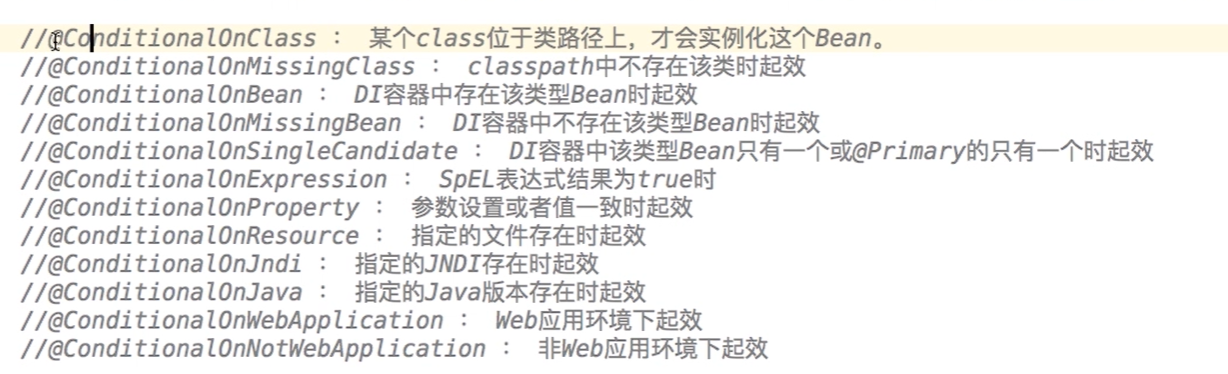 //@ConditionalOnClass : 某个class位于类路径上，才会实例化这个Bean。
//@ConditionalOnMissingClass : classpath中不存在该类时起效
//@ConditionalOnBean : DI容器中存在该类型Bean时起效
//@ConditionalOnMissingBean : DI容器中不存在该类型Bean时起效
//@ConditionalOnSingleCandidate : DI容器中该类型Bean只有一个或@Primary的只有一个时起效
//@ConditionalOnExpression : SpEL表达式结果为true时
//@ConditionalOnProperty : 参数设置或者值一致时起效
//@ConditionalOnResource : 指定的文件存在时起效
//@ConditionalOnJndi : 指定的JNDI存在时起效
//@ConditionalOnJava : 指定的Java版本存在时起效
//@ConditionalOnWebApplication : Web应用环境下起效
//@ConditionalOnNotWebApplication : 非Web应用环境下起效